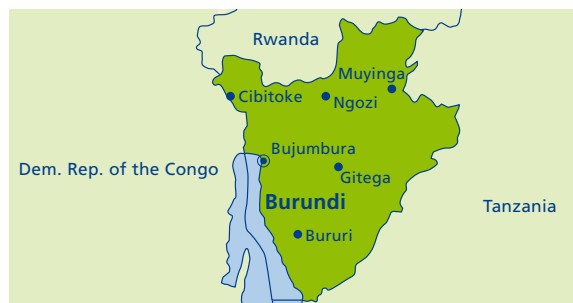 Rwanda
Muyinga
Cibitoke
Ngozi
Bujumbura
Dem. Rep. of the Congo
Gitega
Burundi
Tanzania
Bururi